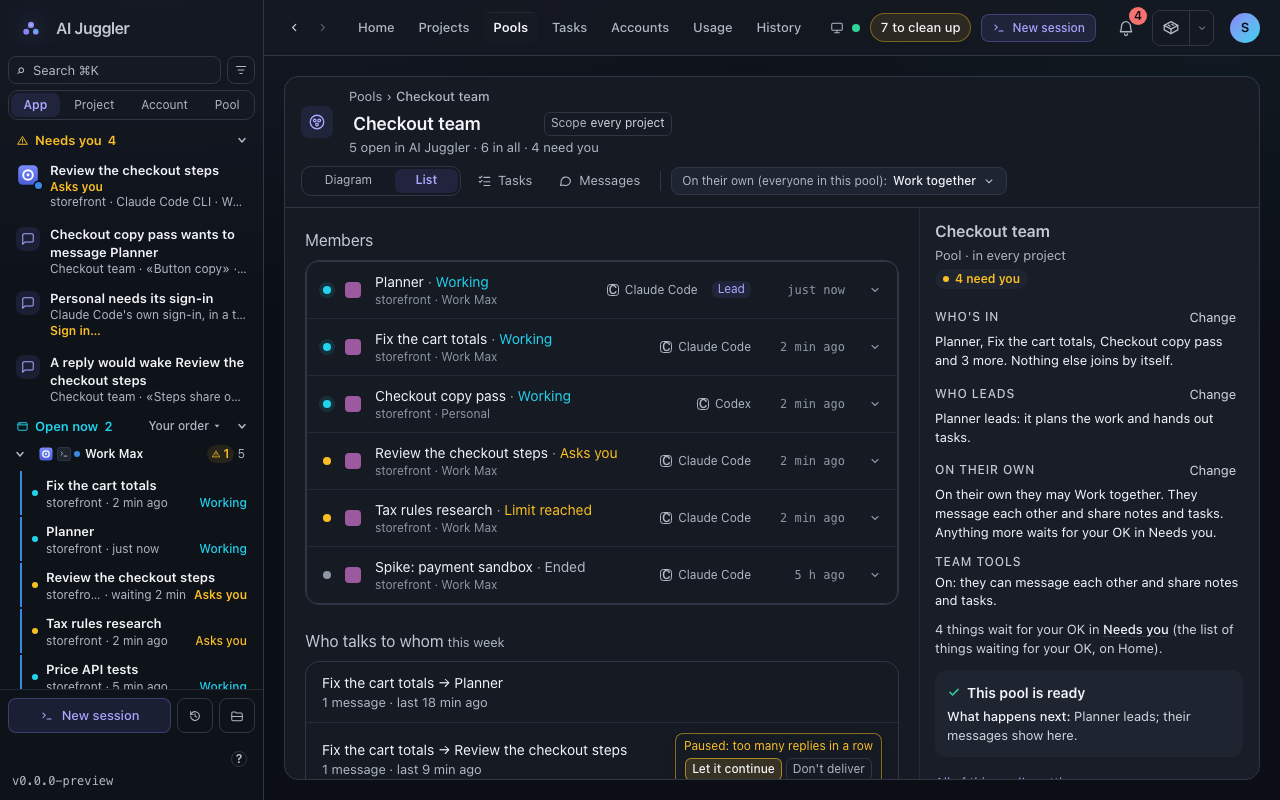 AI Juggler
Search ⌘K
App Project Account Pool
Needs you 4
Review the checkout steps
Asks you
storefront · Claude Code CLI · W...
Checkout copy pass wants to
message Planner
Checkout team · «Button copy» ·...
Personal needs its sign-in
Claude Code's own sign-in, in a t...
Sign in...
A reply would wake Review the
checkout steps
Checkout team · «Steps share o...
Open now 2 Your order
Work Max 1 5
Fix the cart totals
storefront · 2 min ago Working
Planner
storefront · just now Working
Review the checkout steps
storefro... · waiting 2 min Asks you
Tax rules research
storefront · 2 min ago Asks you
Price API tests
storefront · 5 min ago Working
New session
?
v0.0.0-preview
Home Projects Pools Tasks Accounts Usage History
7 to clean up
New session
4
S
Pools › Checkout team
Checkout team
Scope every project
5 open in AI Juggler · 6 in all · 4 need you
Diagram List Tasks Messages
On their own (everyone in this pool): Work together
Members
Planner · Working
storefront · Work Max
Claude Code Lead just now
Fix the cart totals · Working
storefront · Work Max
Claude Code 2 min ago
Checkout copy pass · Working
storefront · Personal
Codex 2 min ago
Review the checkout steps · Asks you
storefront · Work Max
Claude Code 2 min ago
Tax rules research · Limit reached
storefront · Work Max
Claude Code 2 min ago
Spike: payment sandbox · Ended
storefront · Work Max
Claude Code 5 h ago
Who talks to whom this week
Fix the cart totals → Planner
1 message · last 18 min ago
Fix the cart totals → Review the checkout steps
1 message · last 9 min ago
Paused: too many replies in a row
Let it continue Don't deliver
Checkout team
Pool · in every project
4 need you
WHO'S IN Change
Planner, Fix the cart totals, Checkout copy pass
and 3 more. Nothing else joins by itself.
WHO LEADS Change
Planner leads: it plans the work and hands out
tasks.
ON THEIR OWN Change
On their own they may Work together. They
message each other and share notes and tasks.
Anything more waits for your OK in Needs you.
TEAM TOOLS
On: they can message each other and share notes
and tasks.
4 things wait for your OK in Needs you (the list of
things waiting for your OK, on Home).
This pool is ready
What happens next: Planner leads; their
messages show here.